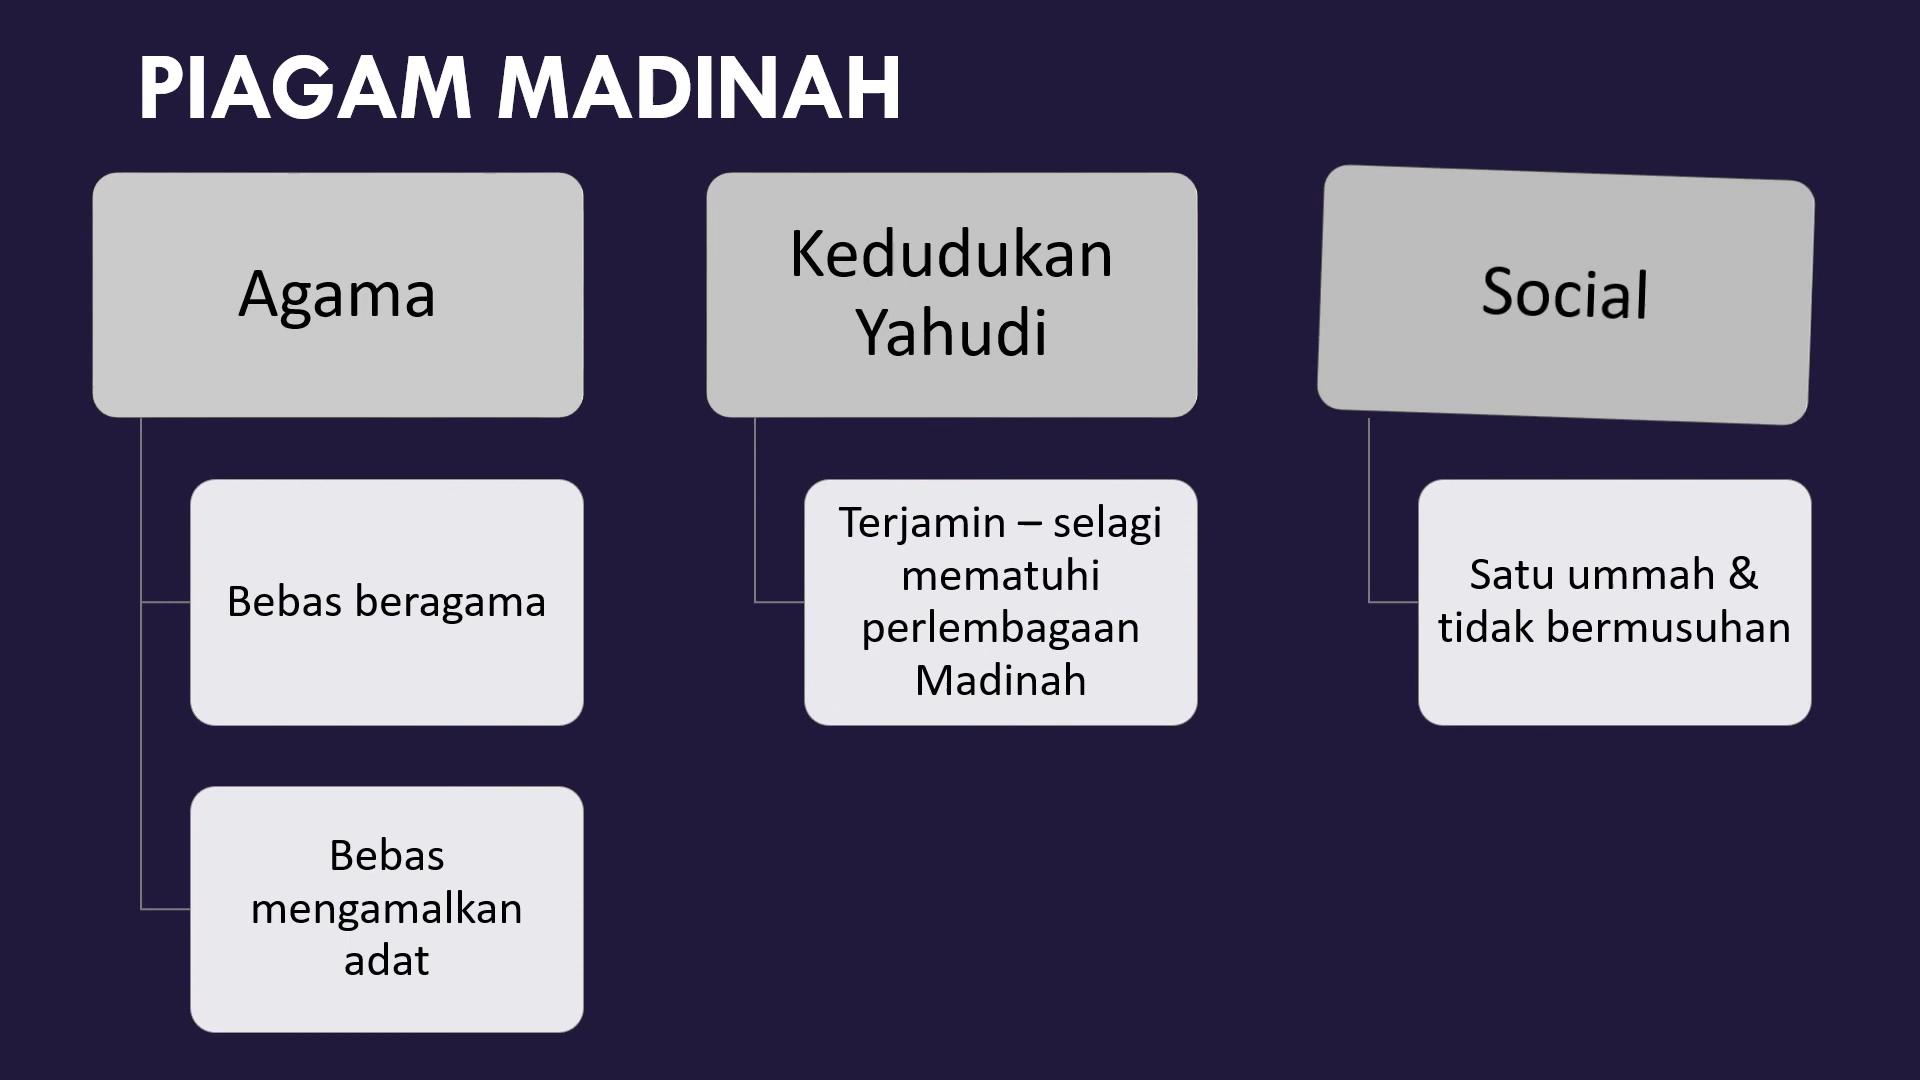 PIAGAM MADINAH
Agama
Bebas beragama
Bebas
mengamalkan
adat
Kedudukan
Yahudi
Terjamin – selagi
mematuhi
perlembagaan
Madinah
Social
Satu ummah &
tidak bermusuhan